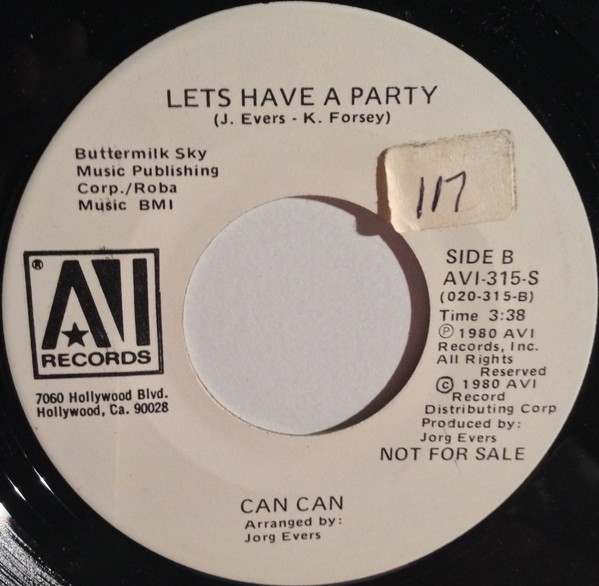 LETS HAVE A PARTY
(J. Evers - K. Forsey)
Buttermilk Sky
Music Publishing
Corp./Roba
Music BMI
117
® AVI
RECORDS
7060 Hollywood Blvd.
Hollywood, Ca. 90028
SIDE B
AVI-315-S
(020-315-B)
Time 3:38
℗ 1980 AVI
Records, Inc.
All Rights
Reserved
© 1980 AVI
Record
Distributing Corp
Produced by:
Jorg Evers
NOT FOR SALE
CAN CAN
Arranged by:
Jorg Evers